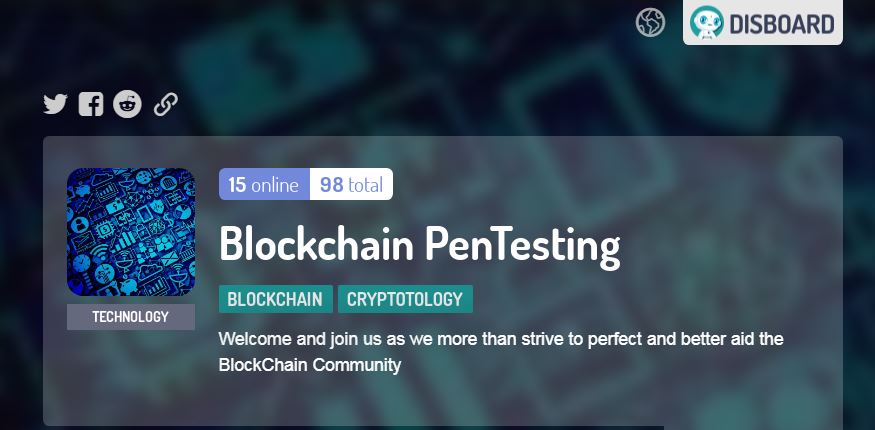 DISBOARD
15 online 98 total
Blockchain PenTesting
BLOCKCHAIN CRYPTOTOLOGY
TECHNOLOGY
Welcome and join us as we more than strive to perfect and better aid the
BlockChain Community